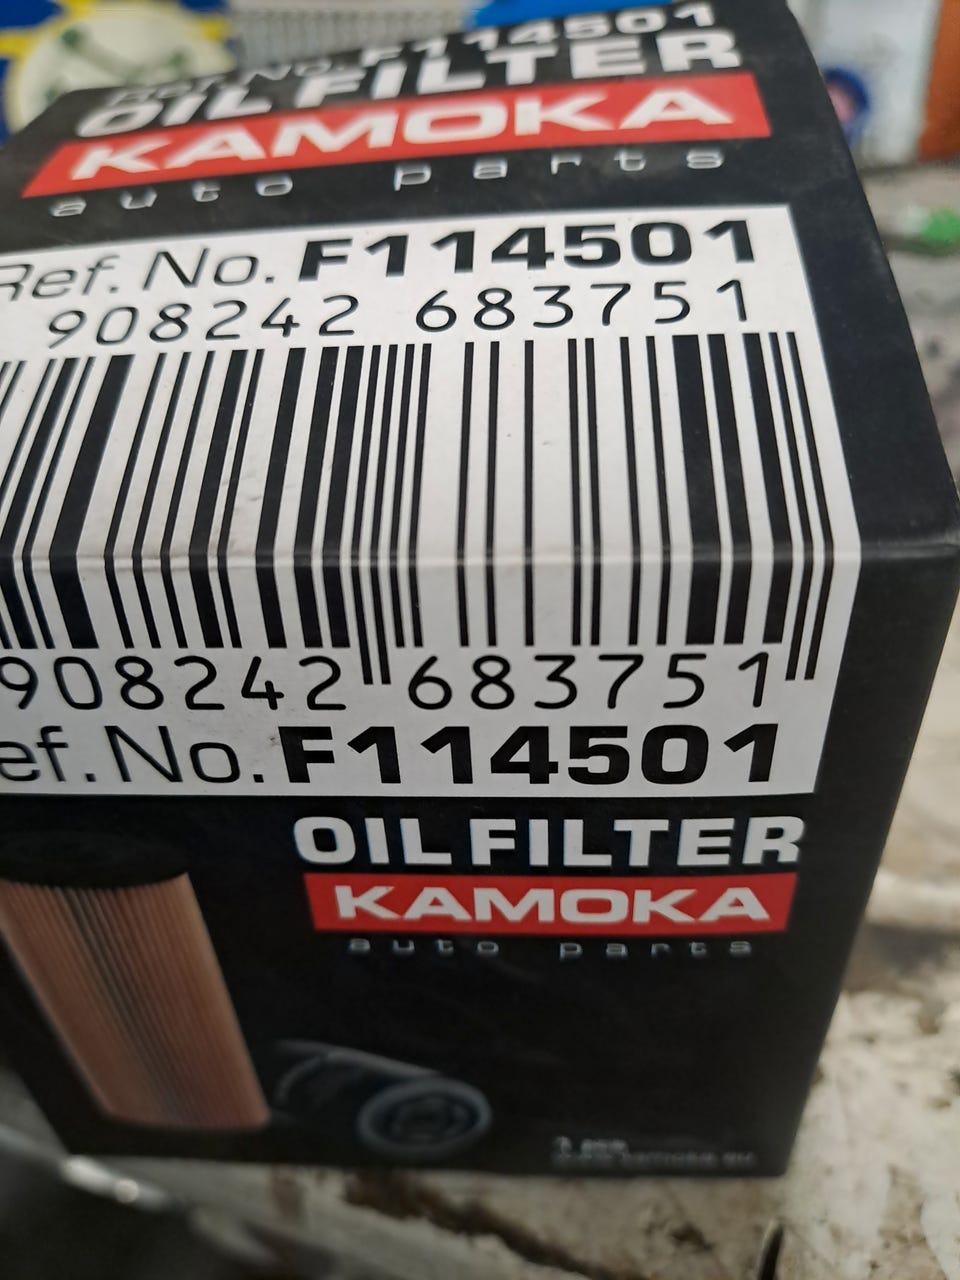 Part No. F114501
OIL FILTER
KAMOKA
auto parts
Ref. No. F114501
908242 683751
908242 683751
ef. No. F114501
OIL FILTER
KAMOKA
auto parts